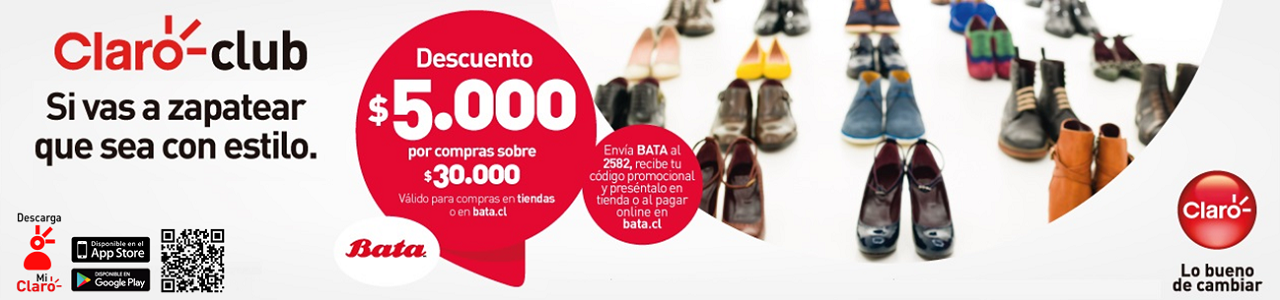 Claro-club
Si vas a zapatear
que sea con estilo.
Descarga
Mi
Claro-
Disponible en el
App Store
DISPONIBLE EN
Google Play
Descuento
$5.000
por compras sobre
$30.000
Válido para compras en tiendas
o en bata.cl
Bata
Envía BATA al
2582, recibe tu
código promocional
y preséntalo en
tienda o al pagar
online en
bata.cl
Claro-
Lo bueno
de cambiar